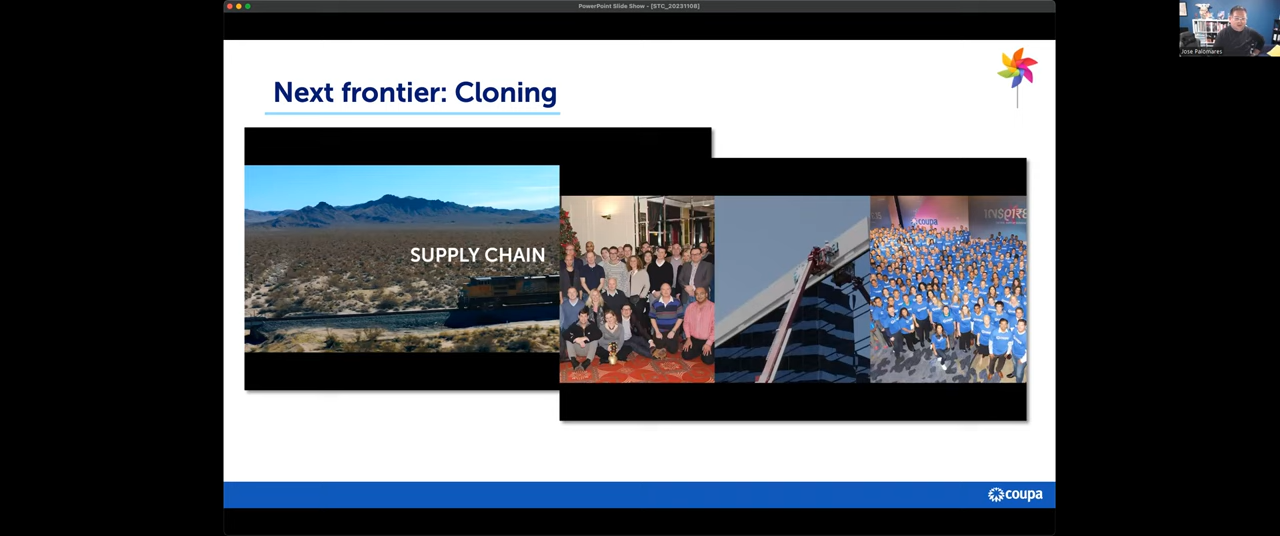 PowerPoint Slide Show - [STC_20231108]
Jose Palomares
Next frontier: Cloning
SUPPLY CHAIN
coupa
INSPIRE
coupa